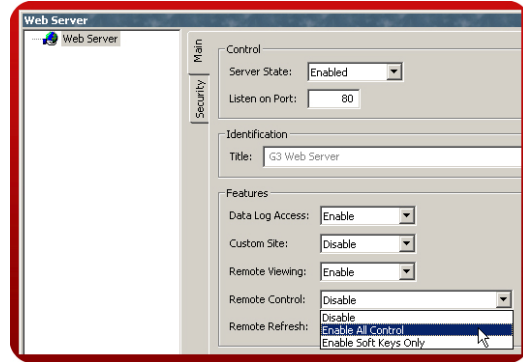 Web Server
Web Server
Main
Security
Control
Server State: Enabled
Listen on Port: 80
Identification
Title: G3 Web Server
Features
Data Log Access: Enable
Custom Site: Disable
Remote Viewing: Enable
Remote Control: Disable
Disable
Enable All Control
Remote Refresh:
Enable Soft Keys Only